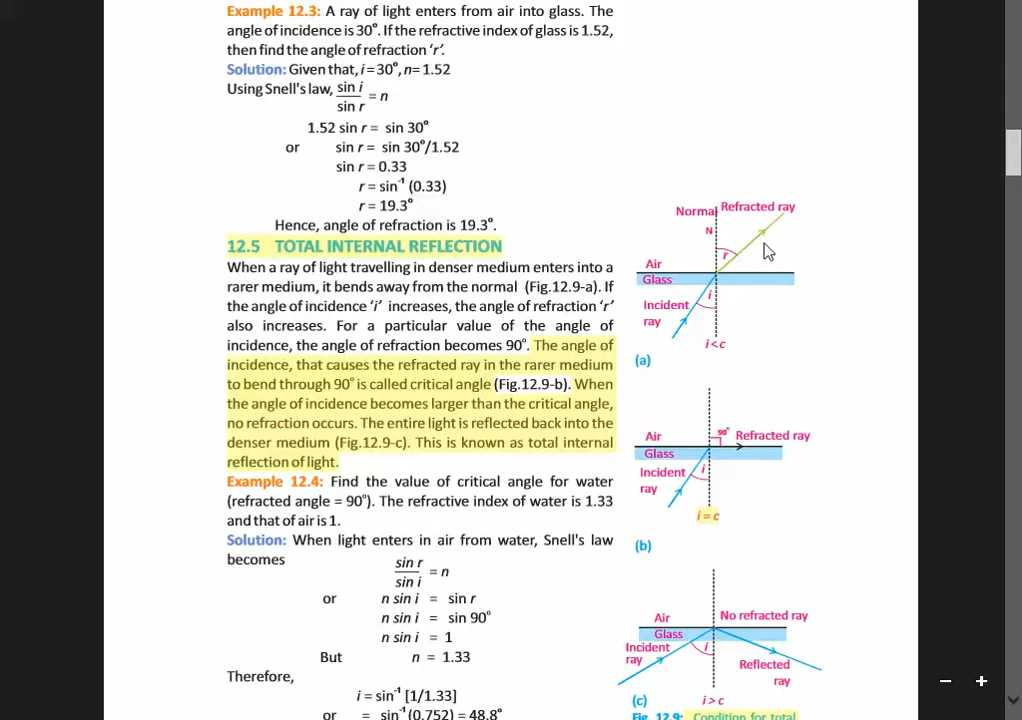 Example 12.3: A ray of light enters from air into glass. The
angle of incidence is 30°. If the refractive index of glass is 1.52,
then find the angle of refraction ‘r’.
Solution: Given that, i = 30°, n= 1.52
Using Snell's law, sin i / sin r = n
1.52 sin r = sin 30°
or sin r = sin 30°/1.52
sin r = 0.33
r = sin⁻¹ (0.33)
r = 19.3°
Hence, angle of refraction is 19.3°.
12.5 TOTAL INTERNAL REFLECTION
When a ray of light travelling in denser medium enters into a
rarer medium, it bends away from the normal (Fig.12.9-a). If
the angle of incidence ‘i’ increases, the angle of refraction ‘r’
also increases. For a particular value of the angle of
incidence, the angle of refraction becomes 90°. The angle of
incidence, that causes the refracted ray in the rarer medium
to bend through 90° is called critical angle (Fig.12.9-b). When
the angle of incidence becomes larger than the critical angle,
no refraction occurs. The entire light is reflected back into the
denser medium (Fig.12.9-c). This is known as total internal
reflection of light.
Example 12.4: Find the value of critical angle for water
(refracted angle = 90°). The refractive index of water is 1.33
and that of air is 1.
Solution: When light enters in air from water, Snell's law
becomes sin r / sin i = n
or n sin i = sin r
n sin i = sin 90°
n sin i = 1
But n = 1.33
Therefore,
i = sin⁻¹ [1/1.33]
or = sin⁻¹ (0.752) = 48.8°
Normal Refracted ray
N
r
Air
Glass
i
Incident
ray
i < c
(a)
90° Refracted ray
Air
Glass
Incident i
ray
i = c
(b)
Air No refracted ray
Glass
Incident i
ray
Reflected
ray
(c) i > c
Fig. 12.9: Condition for total